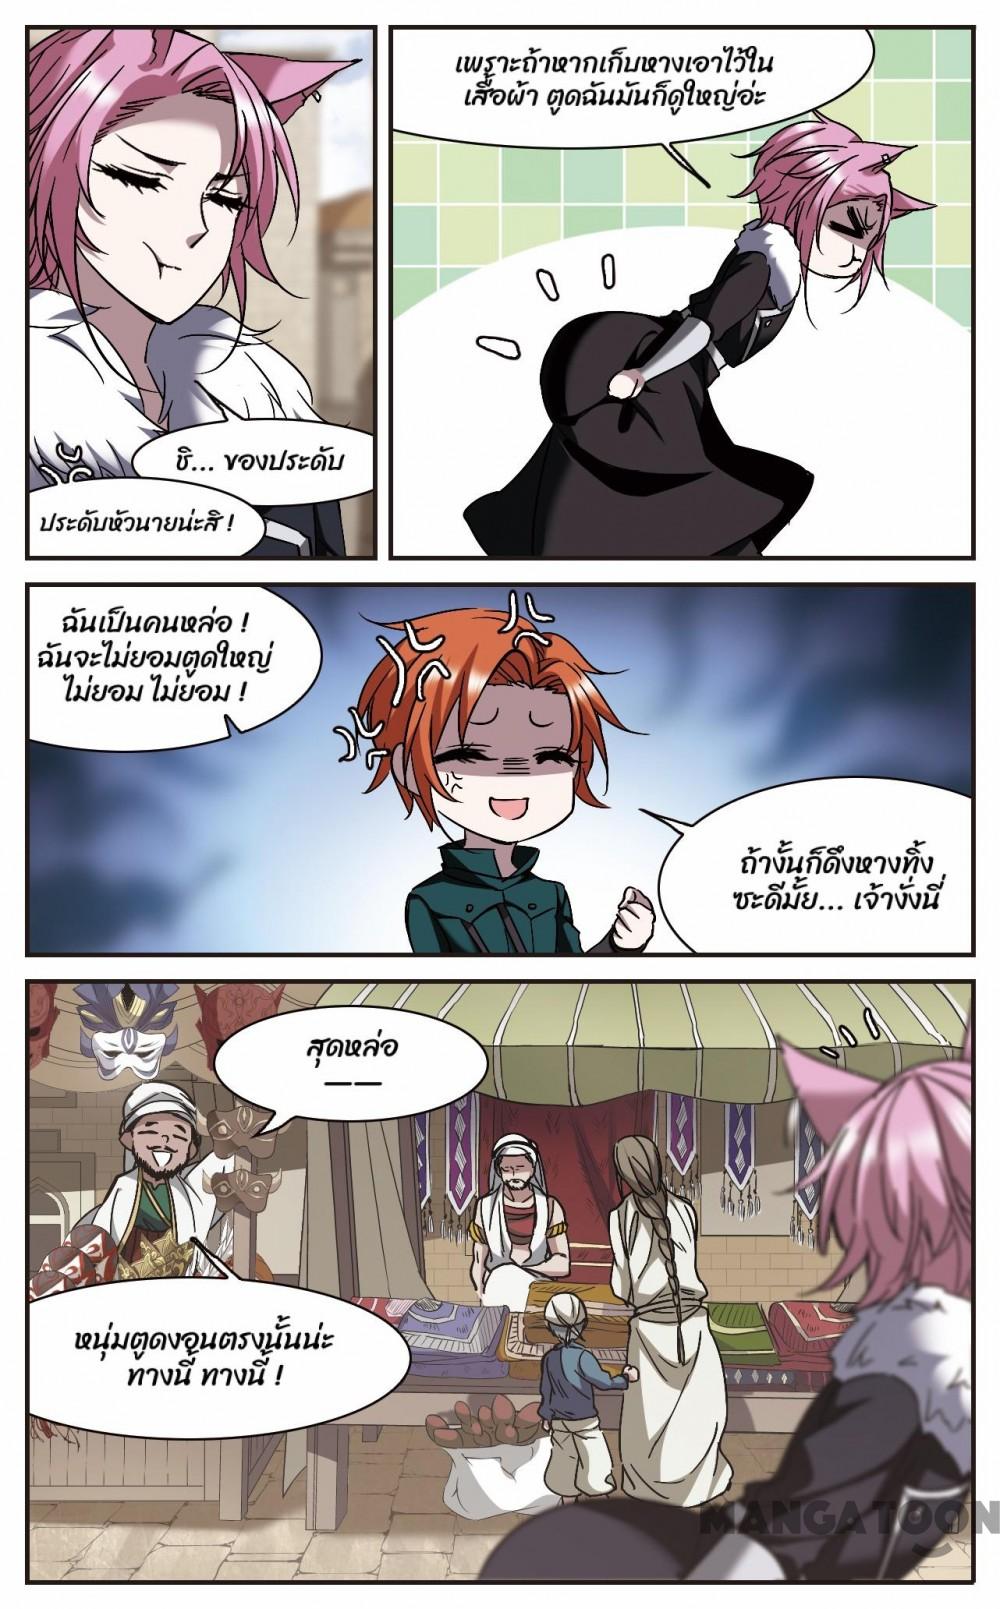 ชิ... ของประดับ
ประดับหัวนายน่ะสิ !
เพราะถ้าหากเก็บหางเอาไว้ใน
เสื้อผ้า ตูดฉันมันก็ดูใหญ่อ่ะ
ฉันเป็นคนหล่อ !
ฉันจะไม่ยอมตูดใหญ่
ไม่ยอม ไม่ยอม !
ถ้างั้นก็ดึงหางทิ้ง
ซะดีมั้ย... เจ้างั่งนี่
สุดหล่อ
——
หนุ่มตูดงอนตรงนั้นน่ะ
ทางนี้ ทางนี้ !
MANGATOON